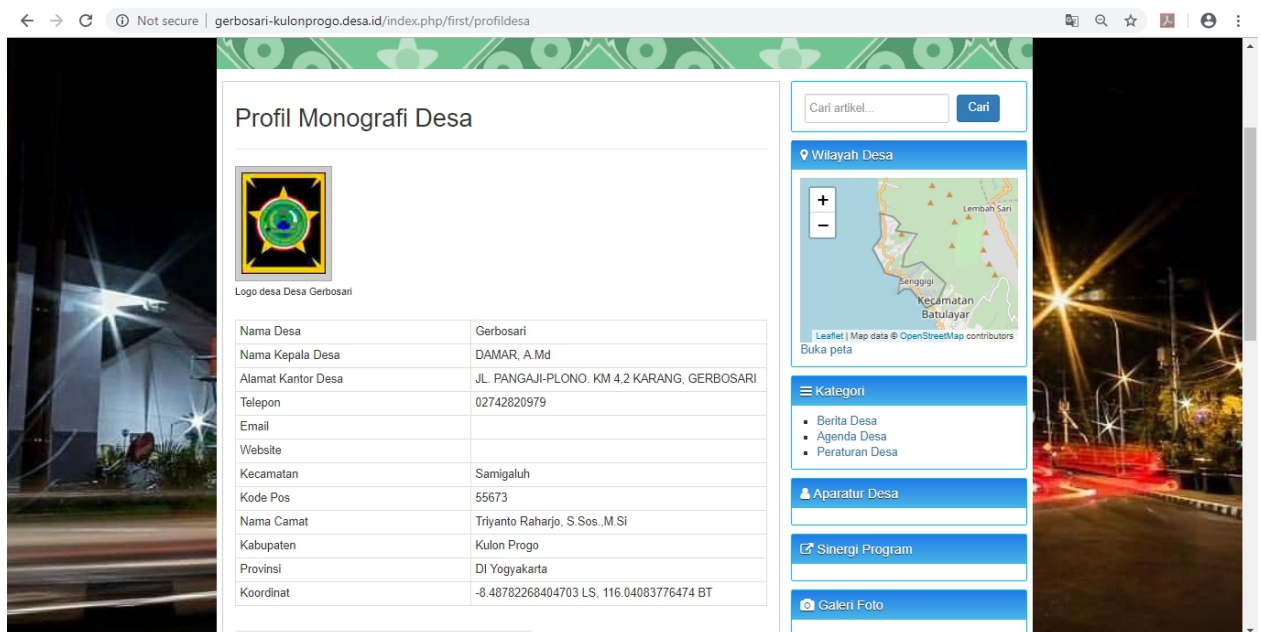 Not secure | gerbosari-kulonprogo.desa.id/index.php/first/profildesa
Profil Monografi Desa
Logo desa Desa Gerbosari
Nama Desa Gerbosari
Nama Kepala Desa DAMAR, A.Md
Alamat Kantor Desa JL. PANGAJI-PLONO. KM 4,2 KARANG, GERBOSARI
Telepon 02742820979
Email
Website
Kecamatan Samigaluh
Kode Pos 55673
Nama Camat Triyanto Raharjo, S.Sos.,M.Si
Kabupaten Kulon Progo
Provinsi DI Yogyakarta
Koordinat -8.48782268404703 LS, 116.04083776474 BT
Cari artikel... Cari
Wilayah Desa
+
−
Lembah Sari
Senggigi
Kecamatan
Batulayar
Leaflet | Map data © OpenStreetMap contributors
Buka peta
Kategori
Berita Desa
Agenda Desa
Peraturan Desa
Aparatur Desa
Sinergi Program
Galeri Foto